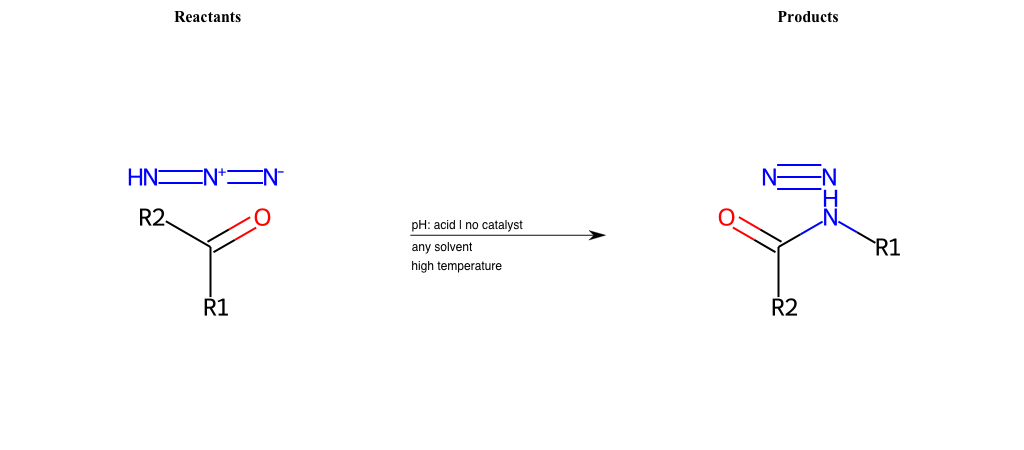 Reactants
Products
HN N+ N-
R2 O
R1
pH: acid | no catalyst
any solvent
high temperature
N N
H
O N
R1
R2